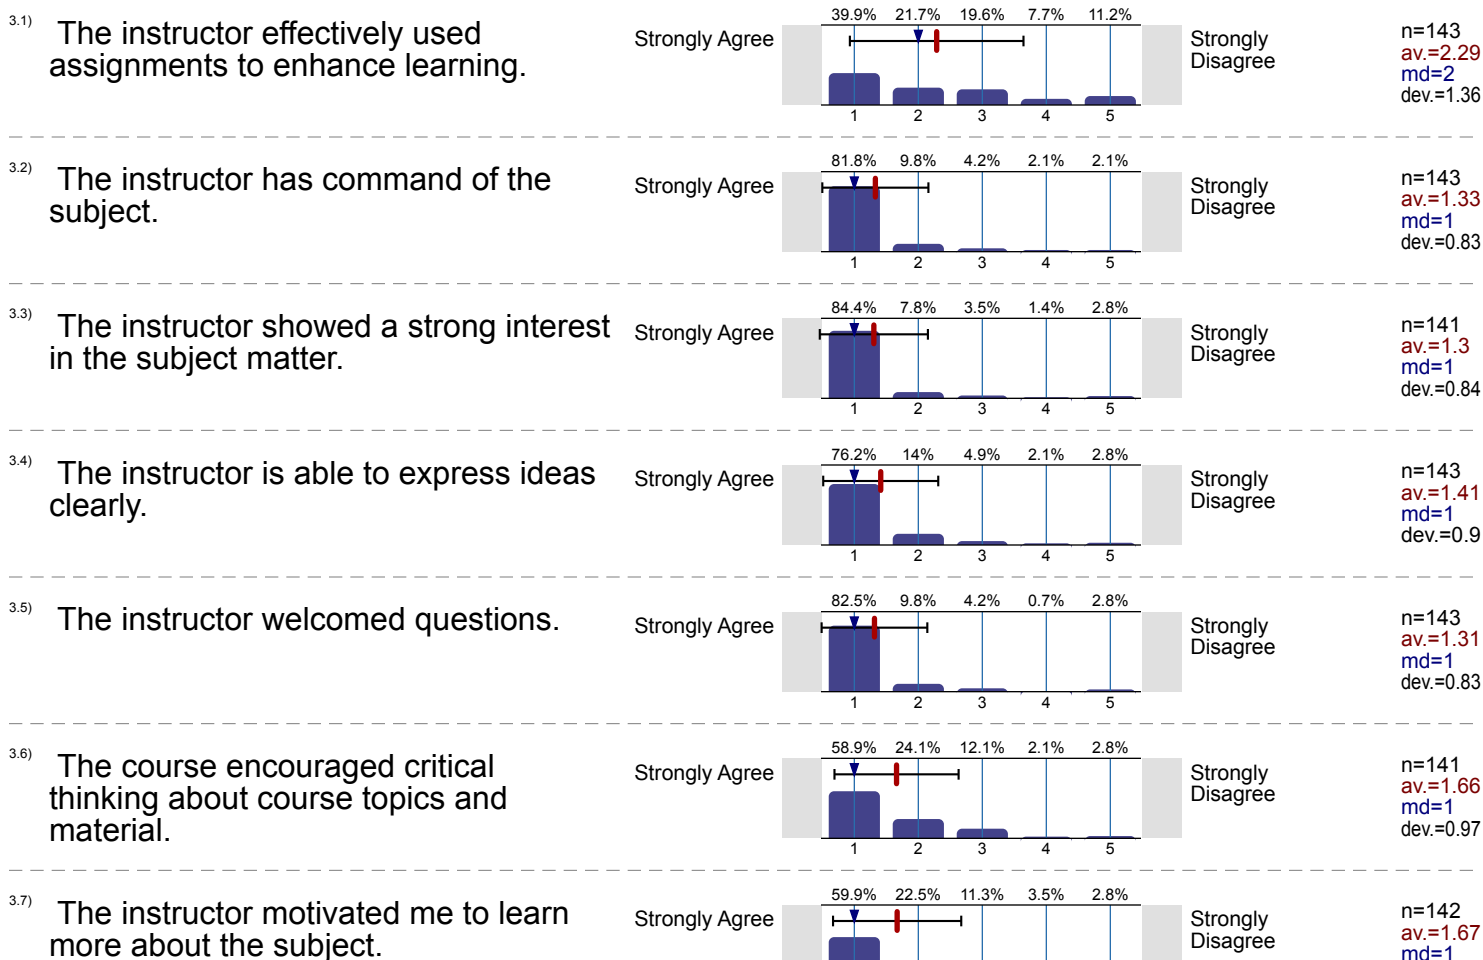 3.1) The instructor effectively used
assignments to enhance learning.
Strongly Agree
39.9% 21.7% 19.6% 7.7% 11.2%
1 2 3 4 5
Strongly
Disagree
n=143
av.=2.29
md=2
dev.=1.36
3.2) The instructor has command of the
subject.
Strongly Agree
81.8% 9.8% 4.2% 2.1% 2.1%
1 2 3 4 5
Strongly
Disagree
n=143
av.=1.33
md=1
dev.=0.83
3.3) The instructor showed a strong interest
in the subject matter.
Strongly Agree
84.4% 7.8% 3.5% 1.4% 2.8%
1 2 3 4 5
Strongly
Disagree
n=141
av.=1.3
md=1
dev.=0.84
3.4) The instructor is able to express ideas
clearly.
Strongly Agree
76.2% 14% 4.9% 2.1% 2.8%
1 2 3 4 5
Strongly
Disagree
n=143
av.=1.41
md=1
dev.=0.9
3.5) The instructor welcomed questions.
Strongly Agree
82.5% 9.8% 4.2% 0.7% 2.8%
1 2 3 4 5
Strongly
Disagree
n=143
av.=1.31
md=1
dev.=0.83
3.6) The course encouraged critical
thinking about course topics and
material.
Strongly Agree
58.9% 24.1% 12.1% 2.1% 2.8%
1 2 3 4 5
Strongly
Disagree
n=141
av.=1.66
md=1
dev.=0.97
3.7) The instructor motivated me to learn
more about the subject.
Strongly Agree
59.9% 22.5% 11.3% 3.5% 2.8%
Strongly
Disagree
n=142
av.=1.67
md=1